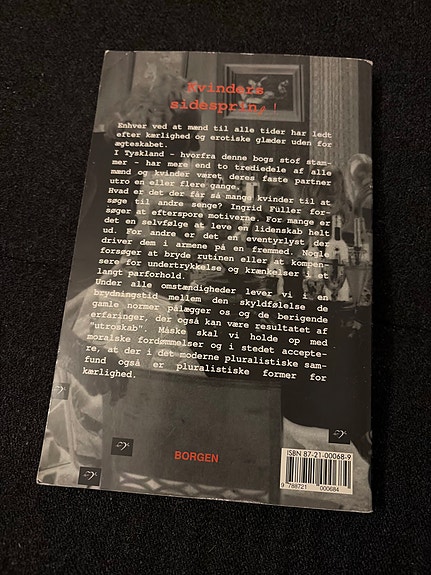 Kvinders
sidespring!
Enhver ved at mænd til alle tider har ledt
efter kærlighed og erotiske glæder uden for
ægteskabet.
I Tyskland - hvorfra denne bogs stof stam-
mer - har mere end to trediedele af alle
mænd og kvinder været deres faste partner
utro en eller flere gange.
Hvad er det der får så mangs kvinder til at
søge til andre senge? Ingrid Füller for-
søger at efterspore motiverne. For mange er
det en selvfølge at leve en lidenskab helt
ud. For andre er det en eventyrlyst der
driver dem i armene på en fremmed. Nogle
forsøger at bryde rutinen eller at kompen-
sere for undertrykkelse og krænkelser i et
langt parforhold.
Under alle omstændigheder lever vi i en
brydningstid mellem den skyldfølelse de
gamle normer pålægger os og de berigende
erfaringer, der også kan være resultatet af
"utroskab". Måske skal vi holde op med
moralske fordømmelser og i stedet accepte-
re, at der i det moderne pluralistiske sam-
fund også er pluralistiske former for
kærlighed.
BORGEN
ISBN 87-21-00068-9
9 788721 000684